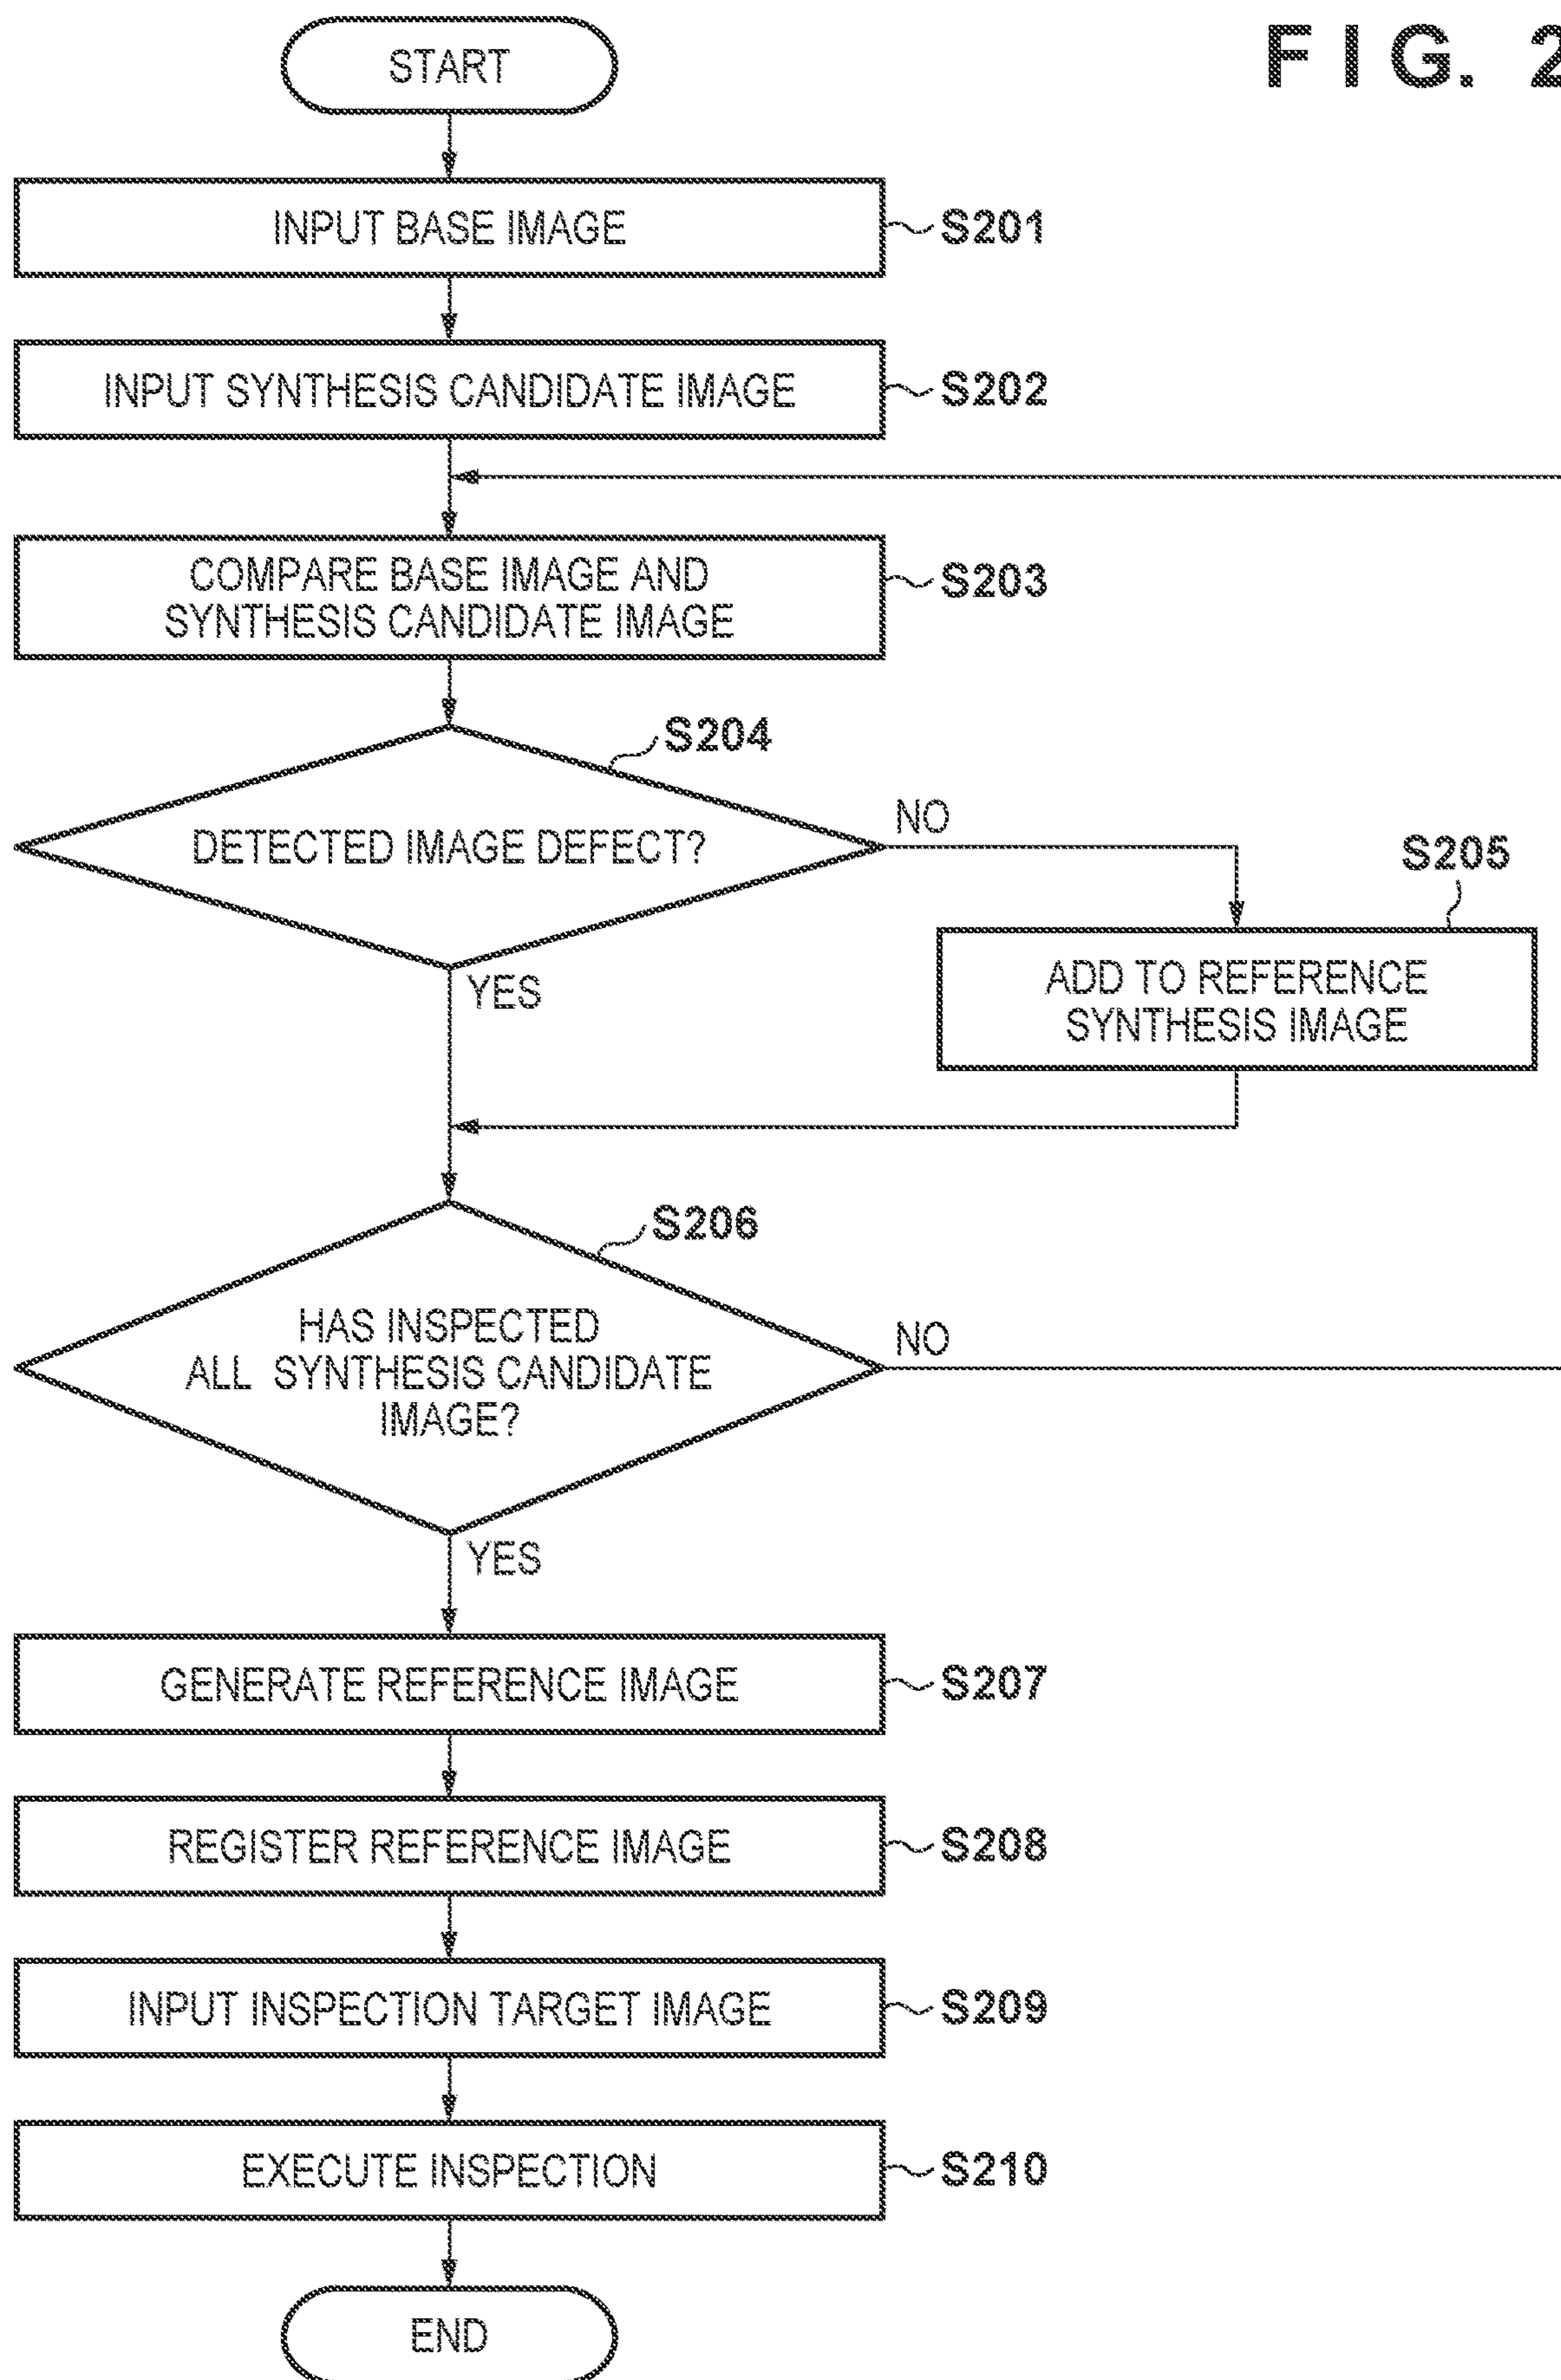 FIG. 2
START
INPUT BASE IMAGE
S201
INPUT SYNTHESIS CANDIDATE IMAGE
S202
COMPARE BASE IMAGE AND
SYNTHESIS CANDIDATE IMAGE
S203
S204
DETECTED IMAGE DEFECT?
NO
YES
S205
ADD TO REFERENCE
SYNTHESIS IMAGE
S206
HAS INSPECTED
ALL SYNTHESIS CANDIDATE
IMAGE?
NO
YES
GENERATE REFERENCE IMAGE
S207
REGISTER REFERENCE IMAGE
S208
INPUT INSPECTION TARGET IMAGE
S209
EXECUTE INSPECTION
S210
END